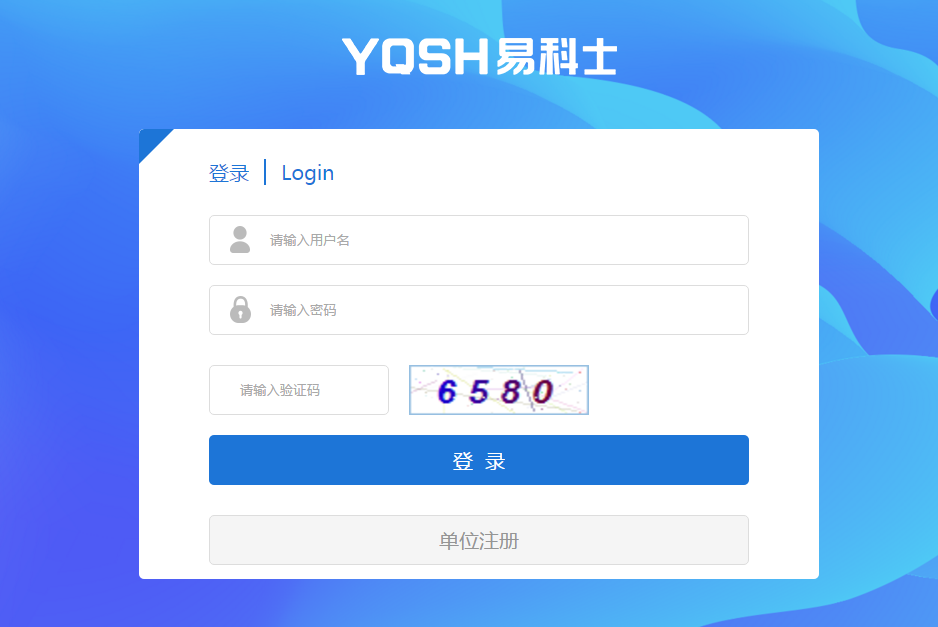 YQSH易科士
登录 Login
请输入用户名
请输入密码
请输入验证码 6580
登 录
单位注册